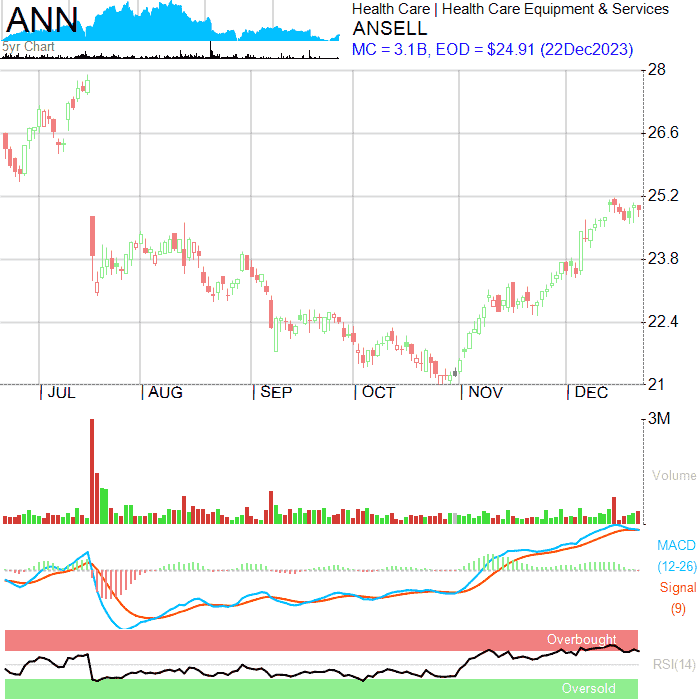 ANN
Health Care | Health Care Equipment & Services
ANSELL
5yr Chart
MC = 3.1B, EOD = $24.91 (22Dec2023)
28
26.6
25.2
23.8
22.4
21
| JUL | AUG | SEP | OCT | NOV | DEC
3M
Volume
MACD
(12-26)
Signal
(9)
Overbought
RSI(14)
Oversold